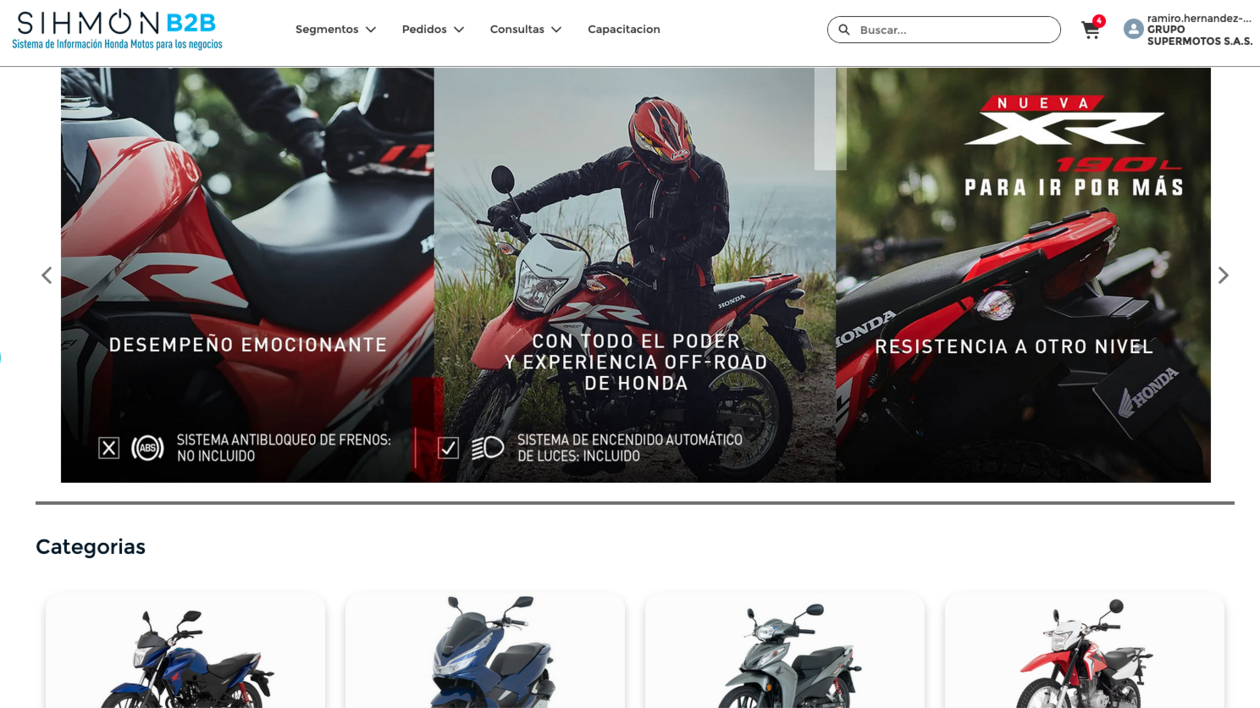 SIHMON B2B
Sistema de Información Honda Motos para los negocios
Segmentos
Pedidos
Consultas
Capacitacion
Buscar...
4
ramiro.hernandez-...
GRUPO
SUPERMOTOS S.A.S.
NUEVA
XR
190L
PARA IR POR MÁS
DESEMPEÑO EMOCIONANTE
CON TODO EL PODER
Y EXPERIENCIA OFF-ROAD
DE HONDA
RESISTENCIA A OTRO NIVEL
HONDA
HONDA
HONDA
XR
ABS
SISTEMA ANTIBLOQUEO DE FRENOS:
NO INCLUIDO
SISTEMA DE ENCENDIDO AUTOMÁTICO
DE LUCES: INCLUIDO
Categorias